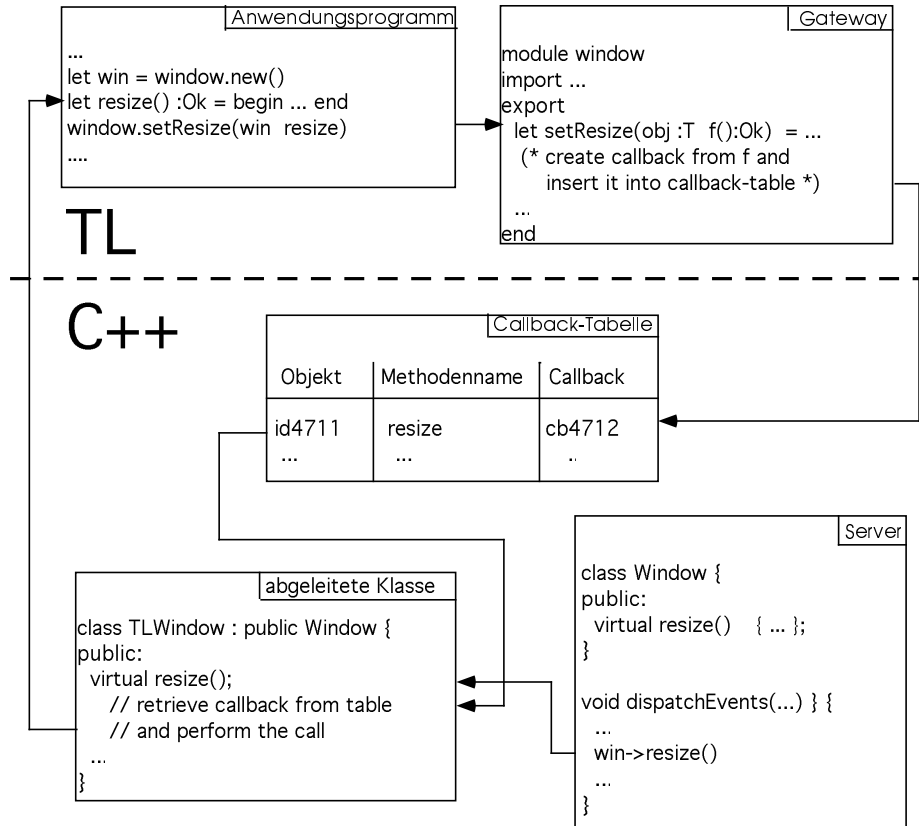 Anwendungsprogramm
...
let win = window.new()
let resize() :Ok = begin ... end
window.setResize(win resize)
....
Gateway
module window
import ...
export
let setResize(obj :T f():Ok) = ...
(* create callback from f and
insert it into callback-table *)
...
end
TL
C++
Callback-Tabelle
Objekt Methodenname Callback
id4711 resize cb4712
... ... ..
abgeleitete Klasse
class TLWindow : public Window {
public:
virtual resize();
// retrieve callback from table
// and perform the call
...
}
Server
class Window {
public:
virtual resize() { ... };
}
void dispatchEvents(...) } {
...
win->resize()
...
}